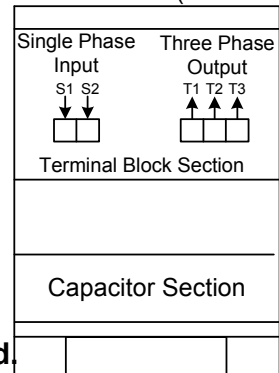 (
Single Phase Three Phase
Input Output
S1 S2 T1 T2 T3
Terminal Block Section
Capacitor Section
d.